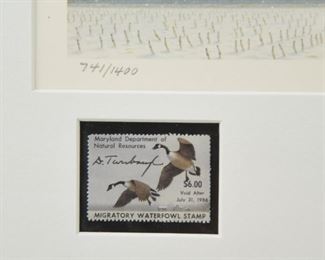 741/1400
Maryland Department of
Natural Resources
$6.00
Void After
July 31, 1986
MIGRATORY WATERFOWL STAMP